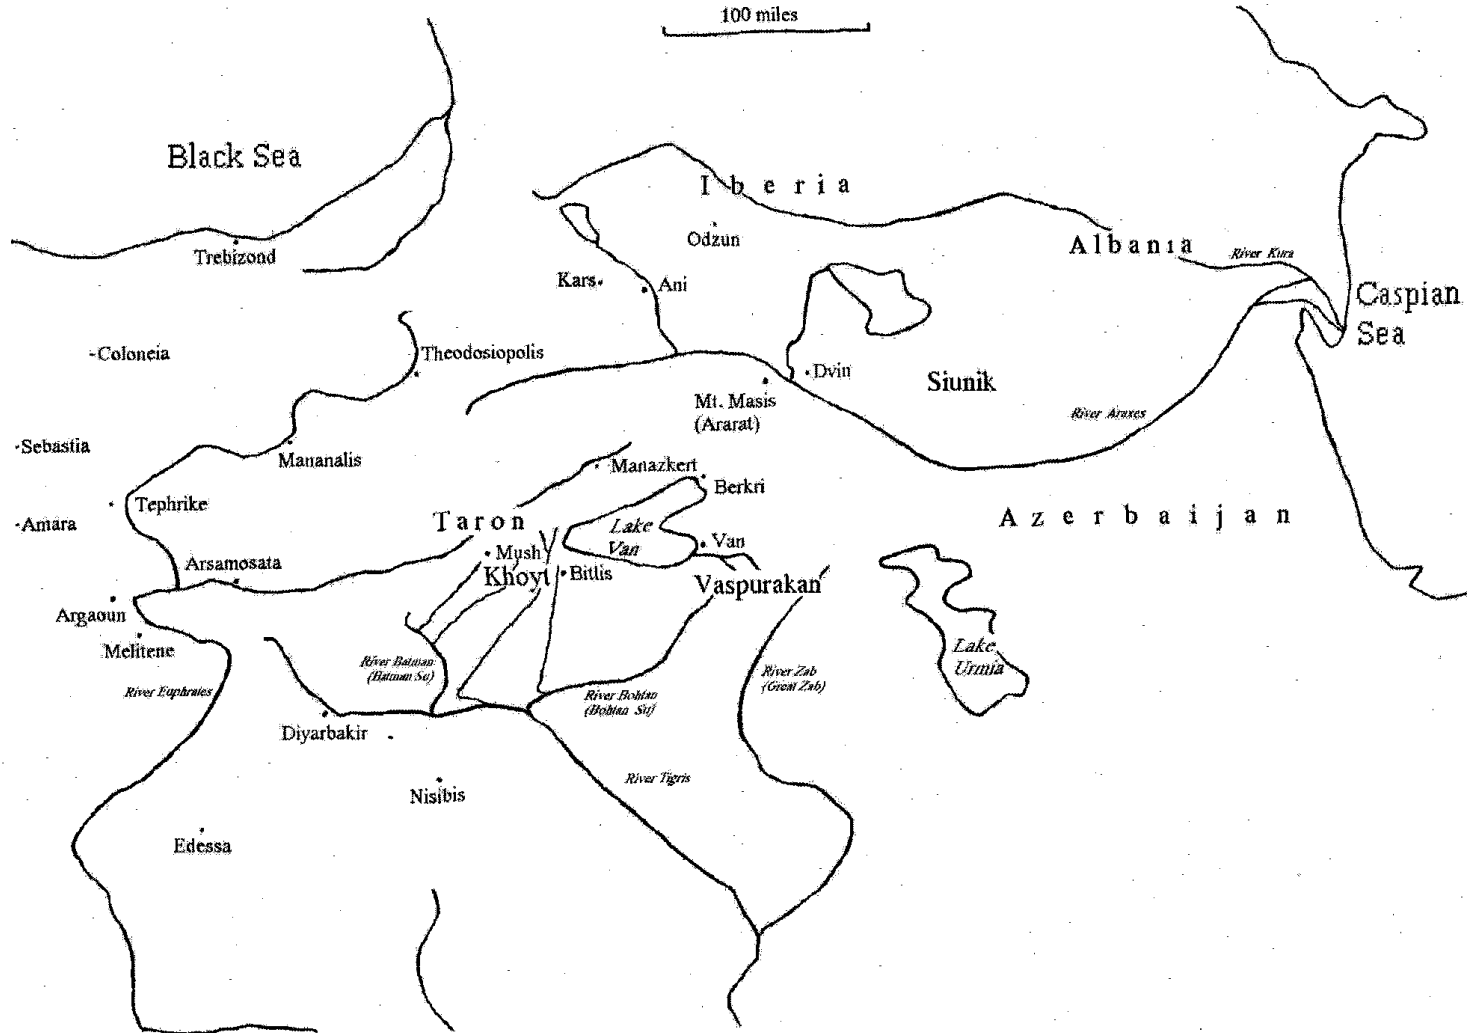 100 miles
Black Sea
Iberia
Odzun
Albania
River Kura
Trebizond
Kars
Ani
Caspian
Sea
Coloneia
Theodosiopolis
Dvin
Siunik
Mt. Masis
(Ararat)
River Araxes
Sebastia
Mananalis
Manazkert
Berkri
Tephrike
Amara
Taron
Lake
Van
Van
Azerbaijan
Mush
Khoyt
Bitlis
Arsamosata
Vaspurakan
Argaoun
Melitene
River Euphrates
River Batman
(Batman Su)
River Bohtan
(Bohtan Su)
River Zab
(Great Zab)
Lake
Urmia
Diyarbakir
River Tigris
Nisibis
Edessa